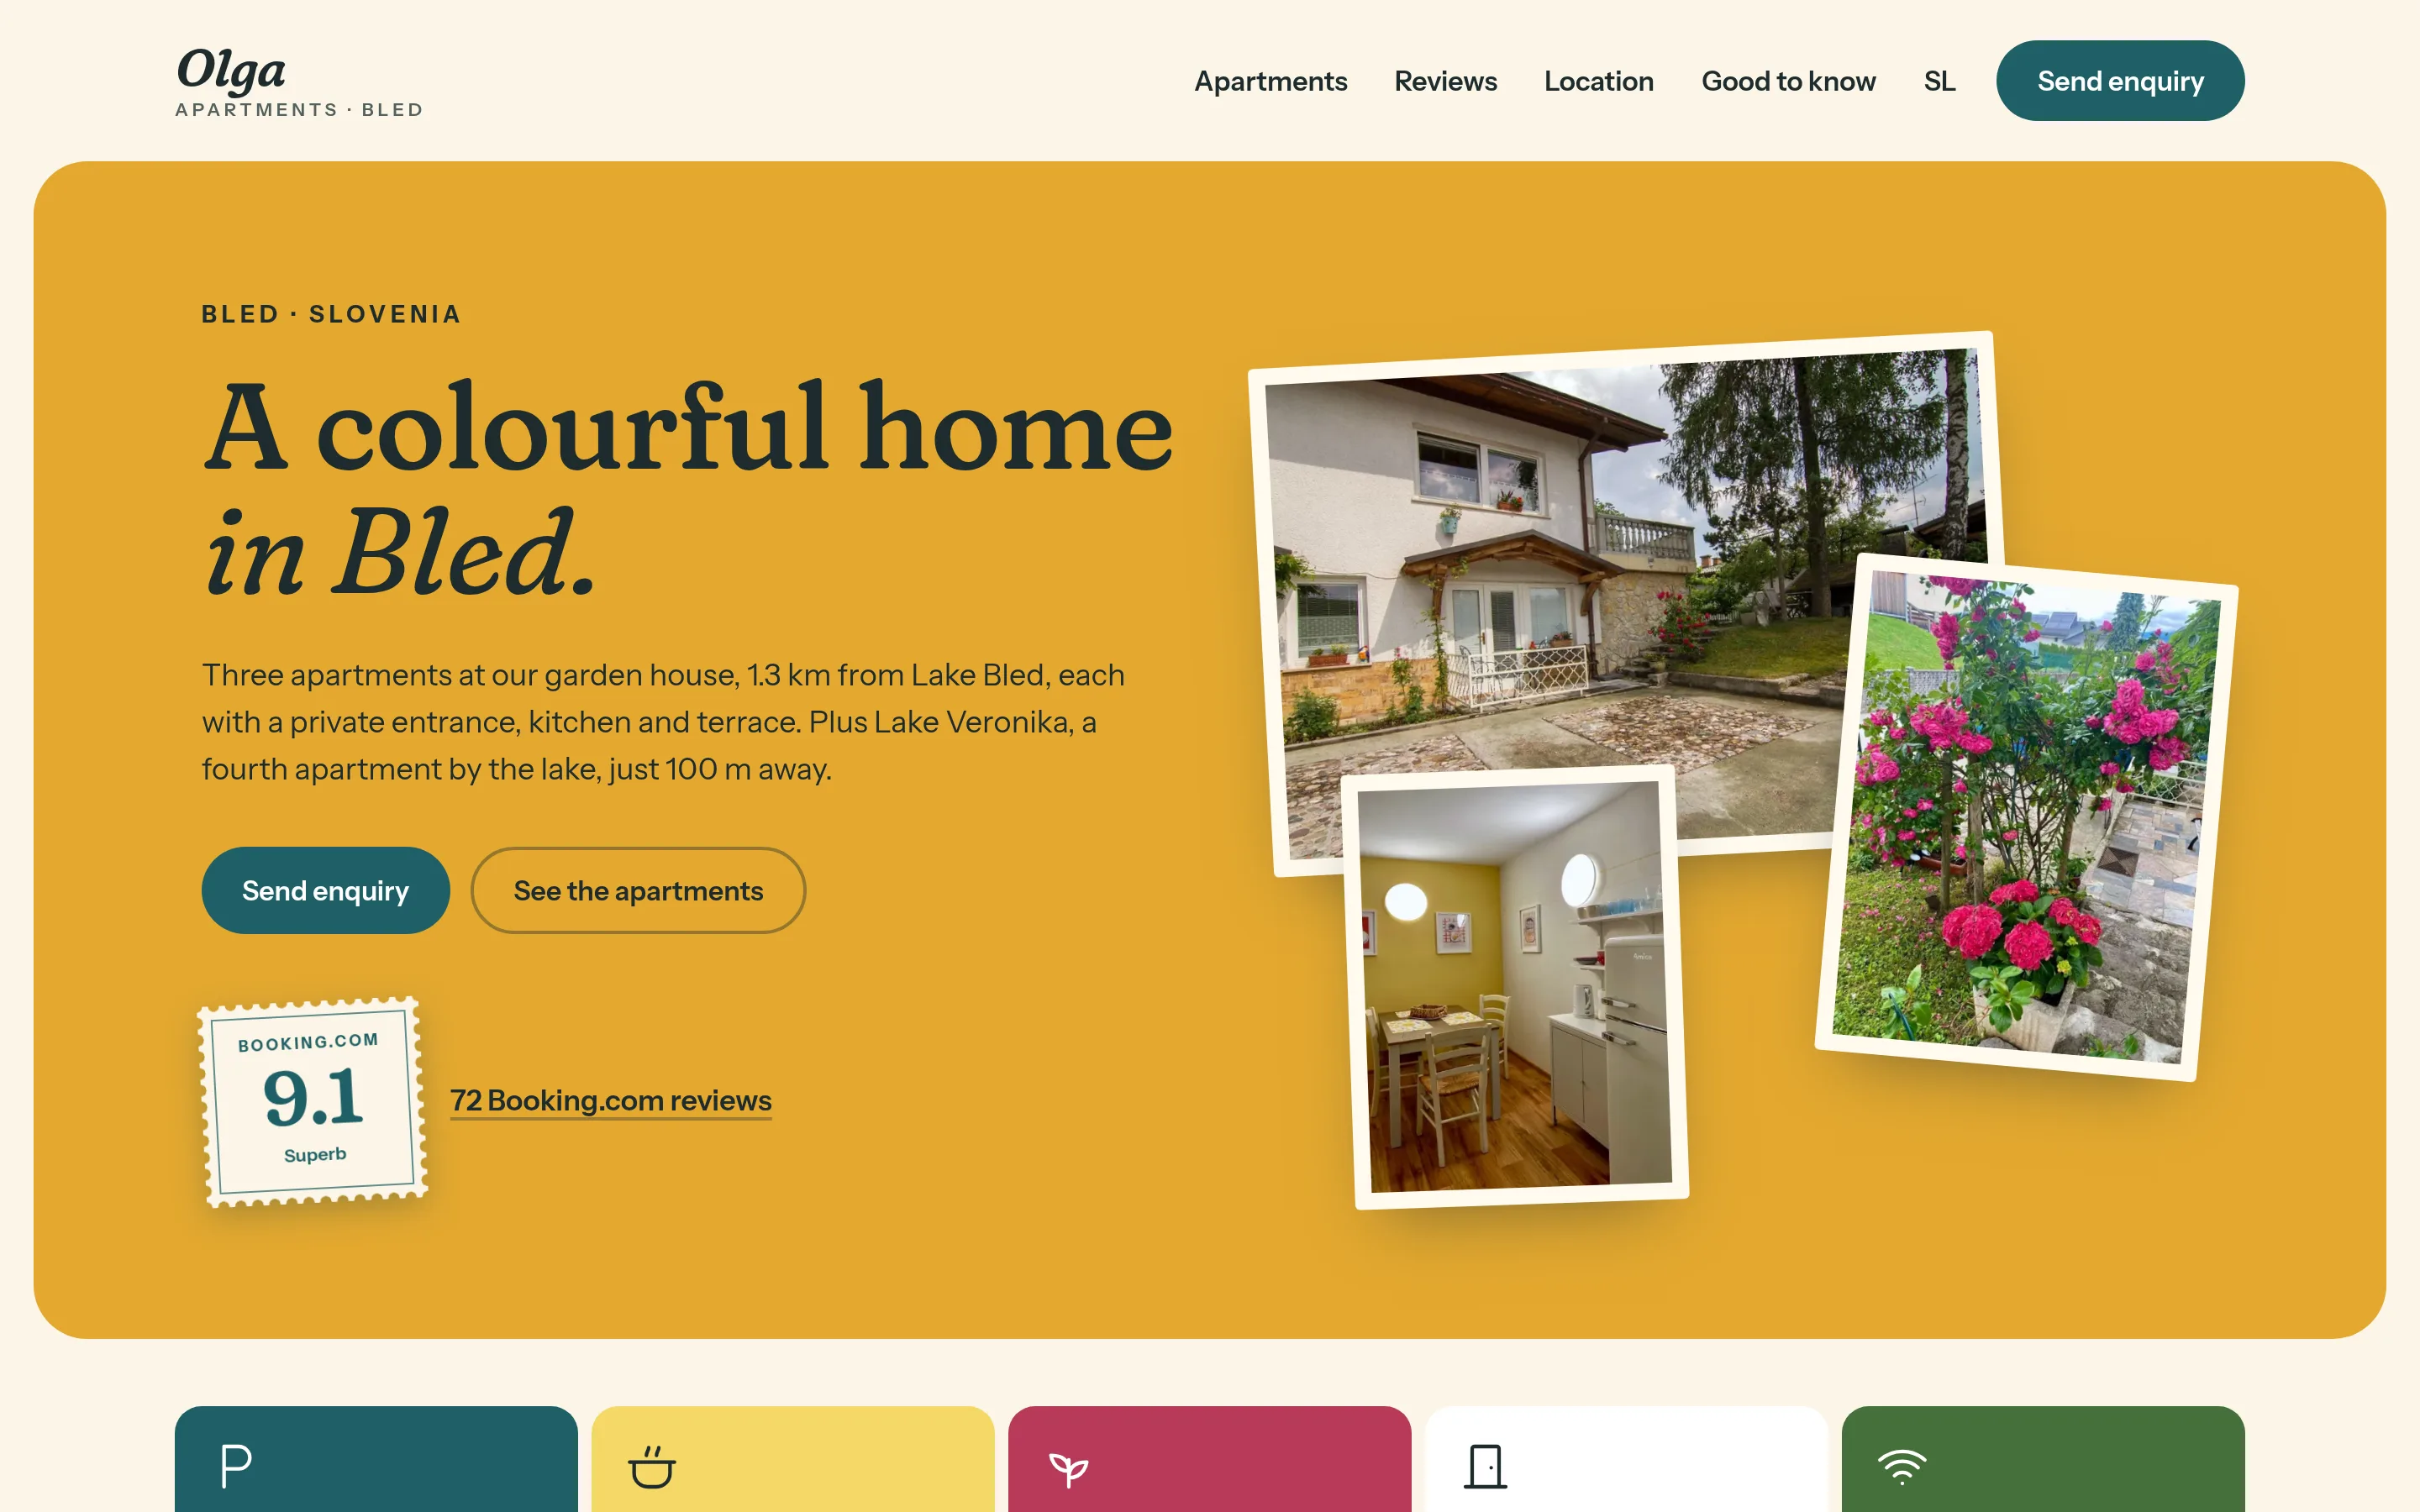 Olga
APARTMENTS · BLED
Apartments
Reviews
Location
Good to know
SL
Send enquiry
BLED · SLOVENIA
A colourful home
in Bled.
Three apartments at our garden house, 1.3 km from Lake Bled, each
with a private entrance, kitchen and terrace. Plus Lake Veronika, a
fourth apartment by the lake, just 100 m away.
Send enquiry
See the apartments
BOOKING.COM
9.1
Superb
72 Booking.com reviews
P